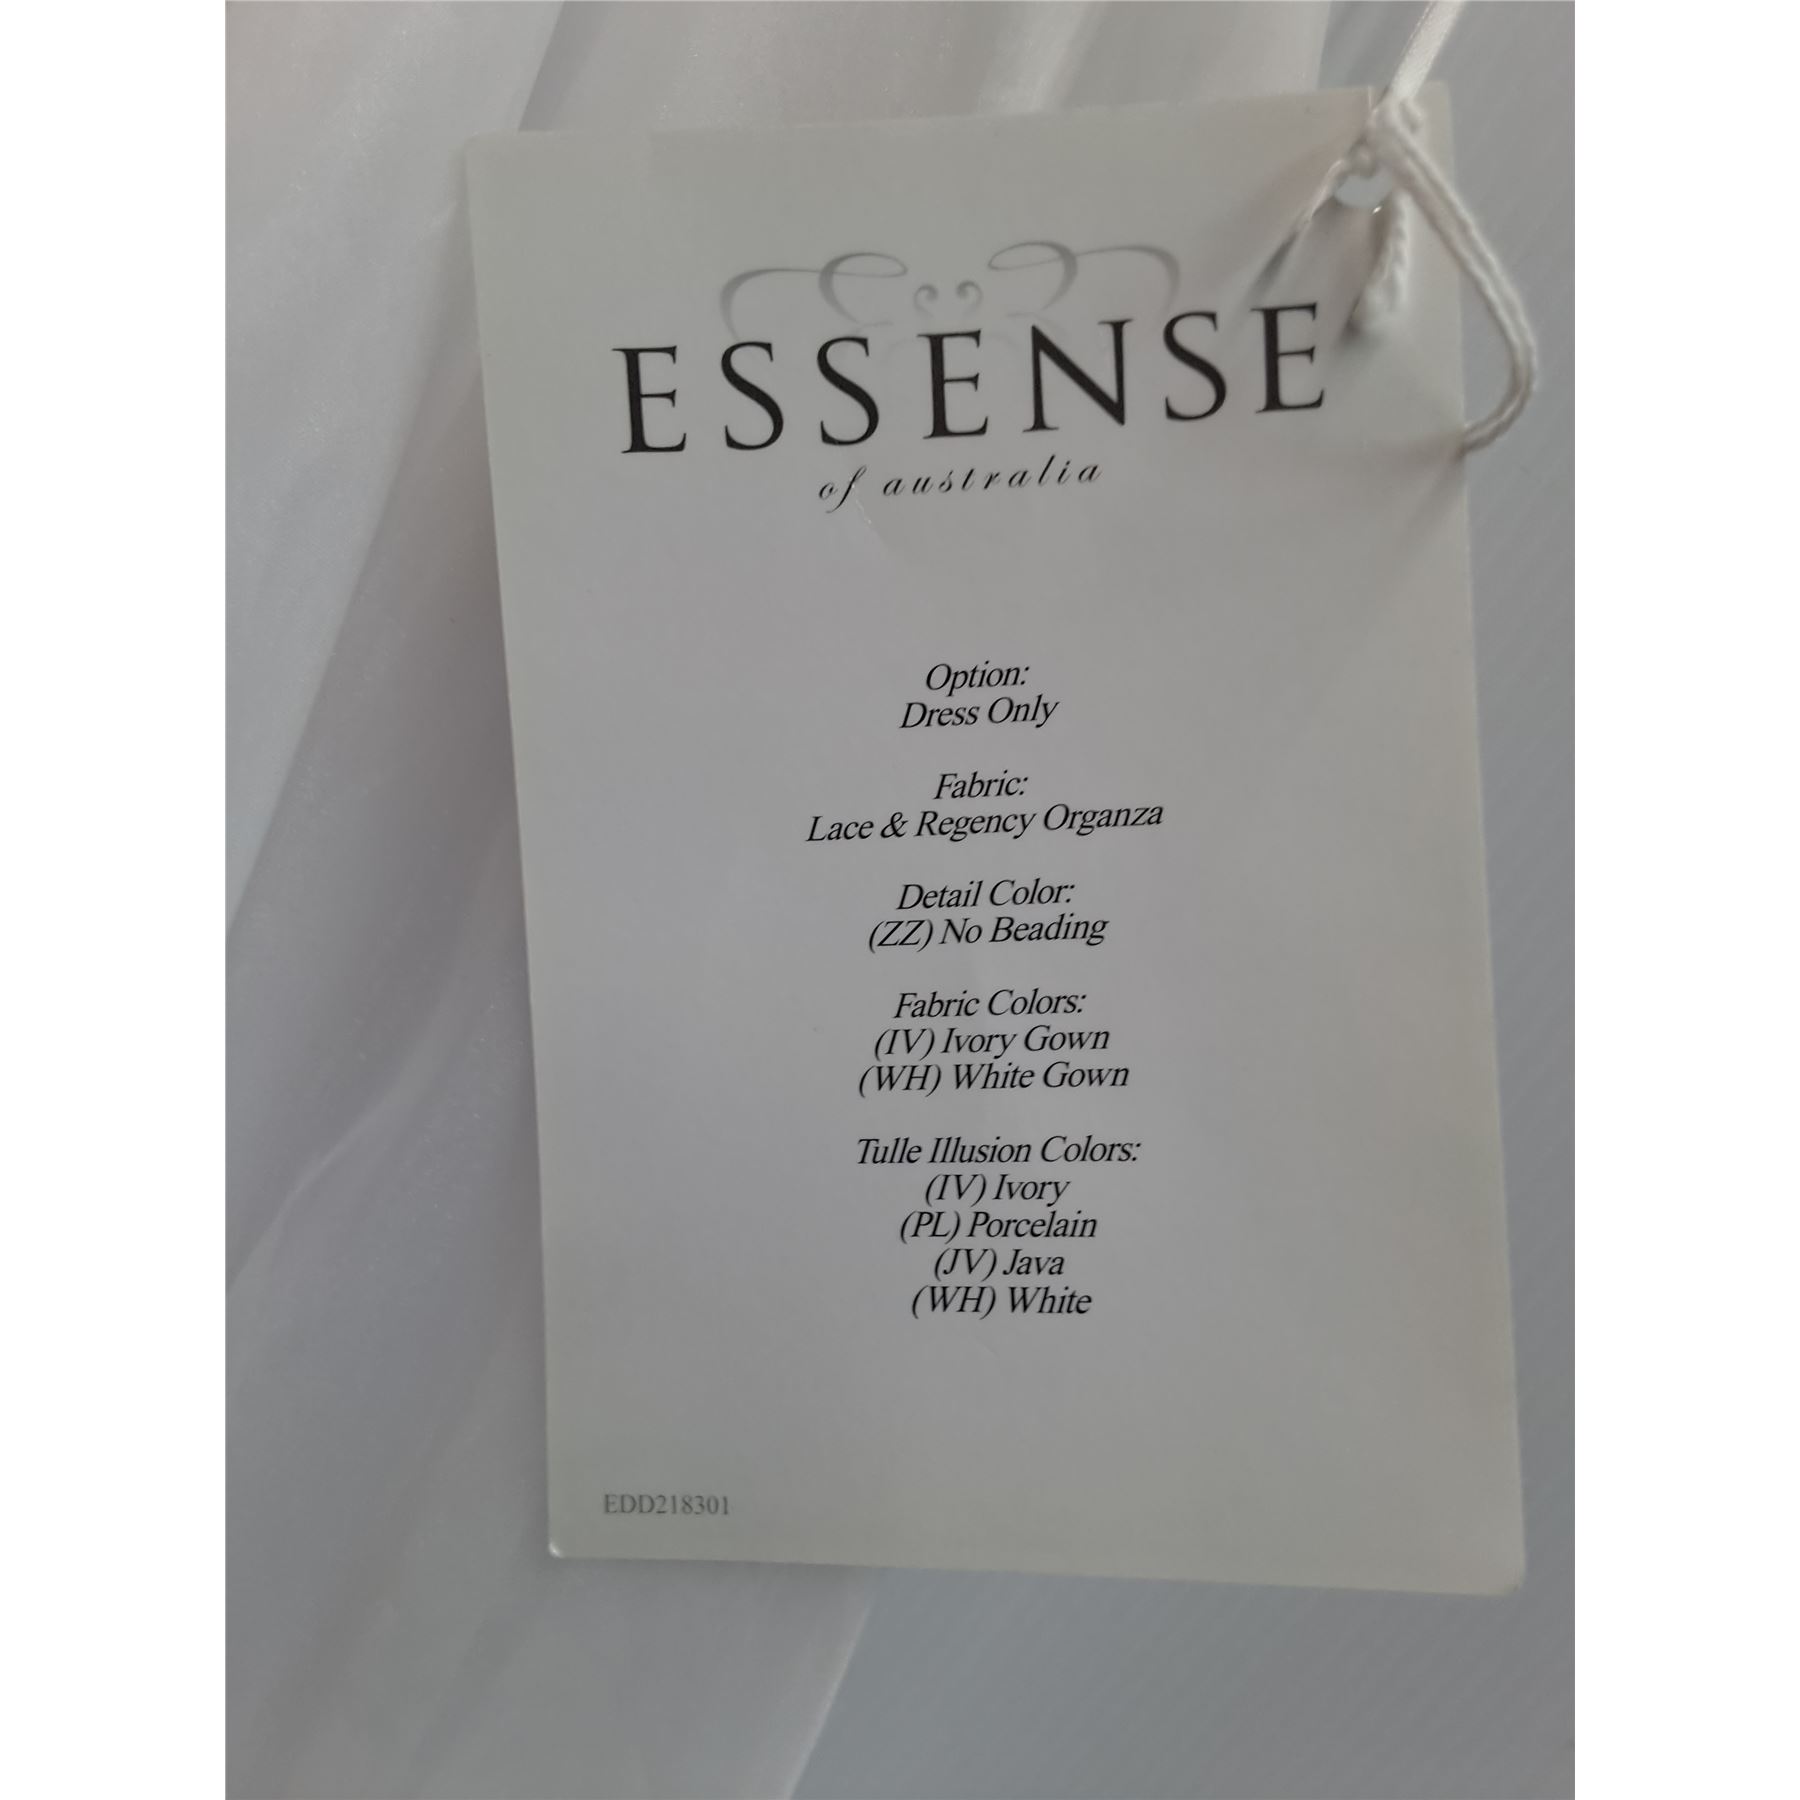 ESSENSE
of australia
Option:
Dress Only
Fabric:
Lace & Regency Organza
Detail Color:
(ZZ) No Beading
Fabric Colors:
(IV) Ivory Gown
(WH) White Gown
Tulle Illusion Colors:
(IV) Ivory
(PL) Porcelain
(JV) Java
(WH) White
EDD218301